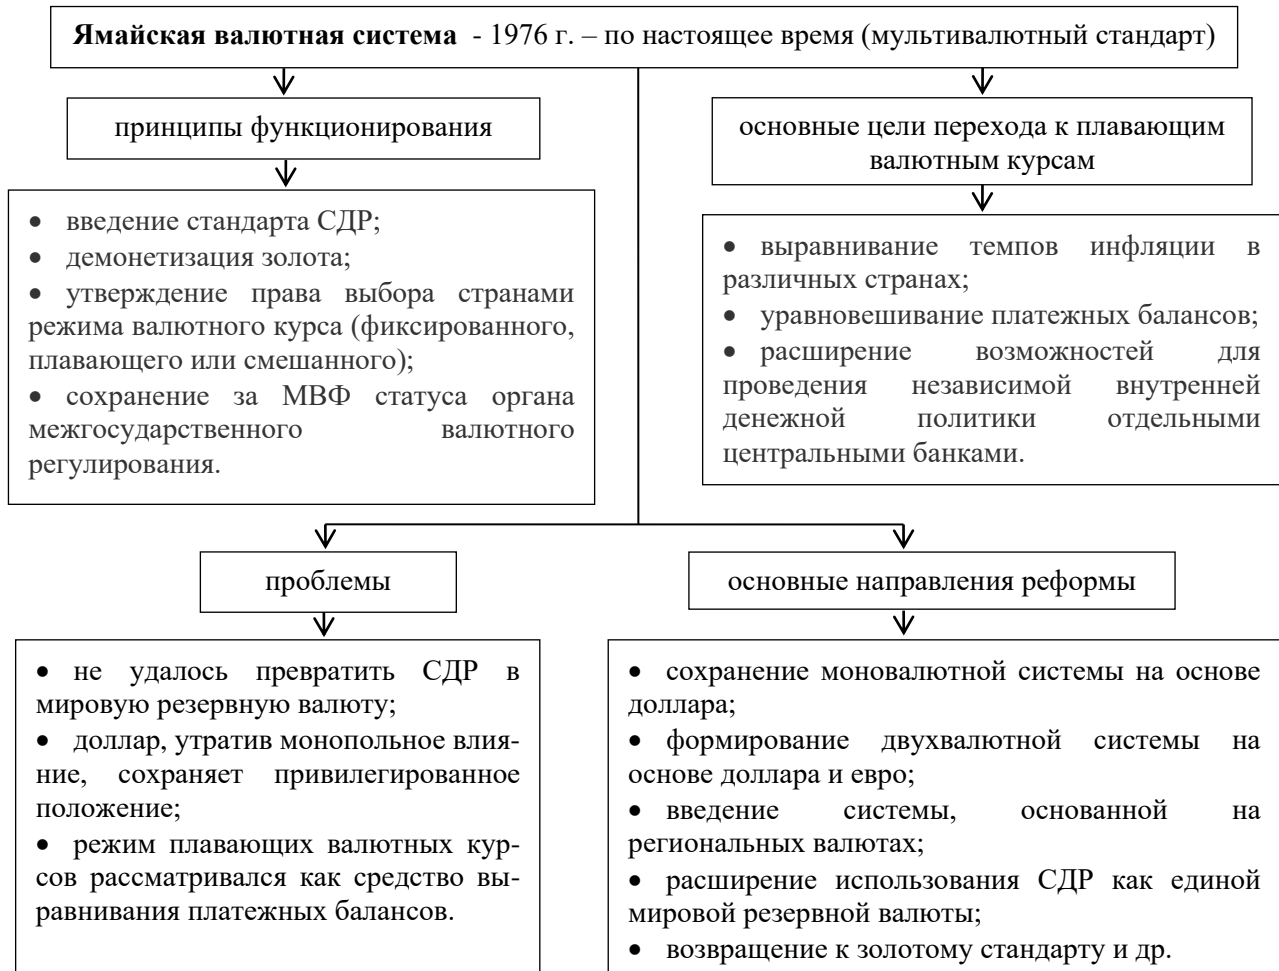 Ямайская валютная система - 1976 г. – по настоящее время (мультивалютный стандарт)
принципы функционирования
• введение стандарта СДР;
• демонетизация золота;
• утверждение права выбора странами
режима валютного курса (фиксированного,
плавающего или смешанного);
• сохранение за МВФ статуса органа
межгосударственного валютного
регулирования.
основные цели перехода к плавающим
валютным курсам
• выравнивание темпов инфляции в
различных странах;
• уравновешивание платежных балансов;
• расширение возможностей для
проведения независимой внутренней
денежной политики отдельными
центральными банками.
проблемы
• не удалось превратить СДР в
мировую резервную валюту;
• доллар, утратив монопольное влия-
ние, сохраняет привилегированное
положение;
• режим плавающих валютных кур-
сов рассматривался как средство вы-
равнивания платежных балансов.
основные направления реформы
• сохранение моновалютной системы на основе
доллара;
• формирование двухвалютной системы на
основе доллара и евро;
• введение системы, основанной на
региональных валютах;
• расширение использования СДР как единой
мировой резервной валюты;
• возвращение к золотому стандарту и др.